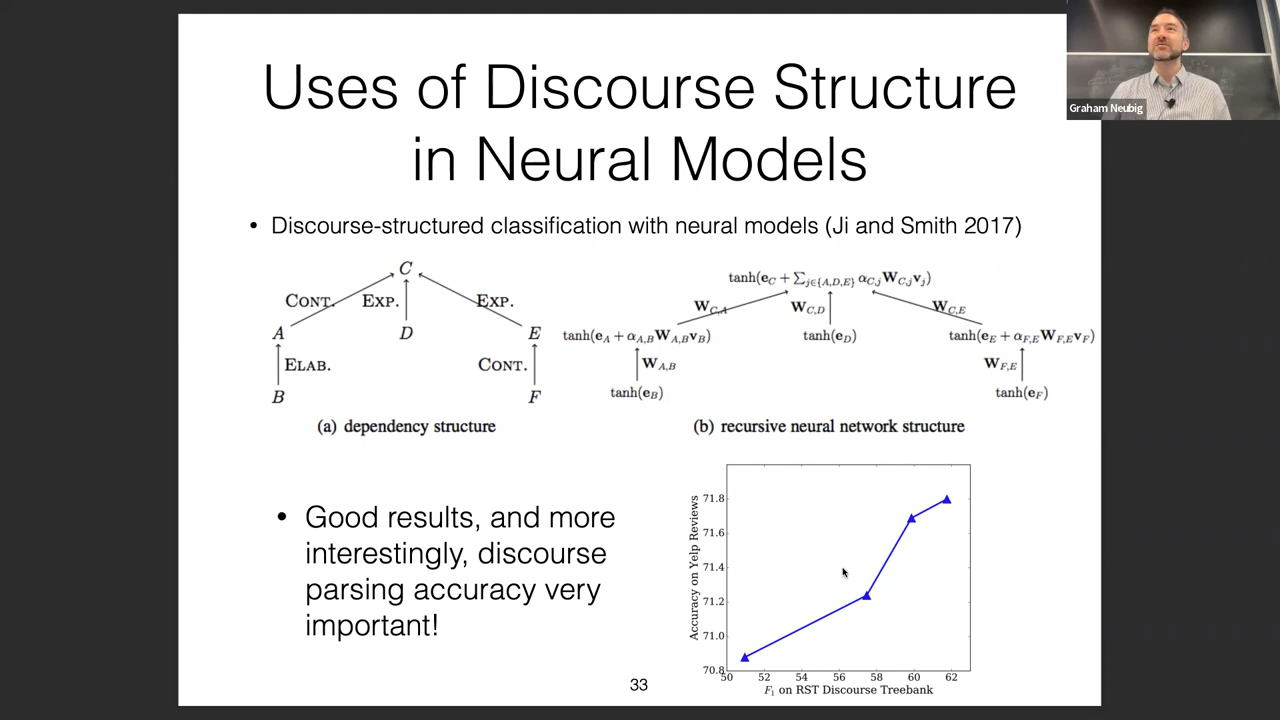 Uses of Discourse Structure
in Neural Models
Graham Neubig
• Discourse-structured classification with neural models (Ji and Smith 2017)
C
CONT. EXP. EXP.
A D E
ELAB. CONT.
B F
(a) dependency structure
tanh(e_C + ∑_{j∈{A,D,E}} α_{C,j}W_{C,j}v_j)
W_{C,A} W_{C,D} W_{C,E}
tanh(e_A + α_{A,B}W_{A,B}v_B) tanh(e_D) tanh(e_E + α_{F,E}W_{F,E}v_F)
W_{A,B} W_{F,E}
tanh(e_B) tanh(e_F)
(b) recursive neural network structure
• Good results, and more
interestingly, discourse
parsing accuracy very
important!
Accuracy on Yelp Reviews
71.8
71.6
71.4
71.2
71.0
70.8
50 52 54 56 58 60 62
F₁ on RST Discourse Treebank
33